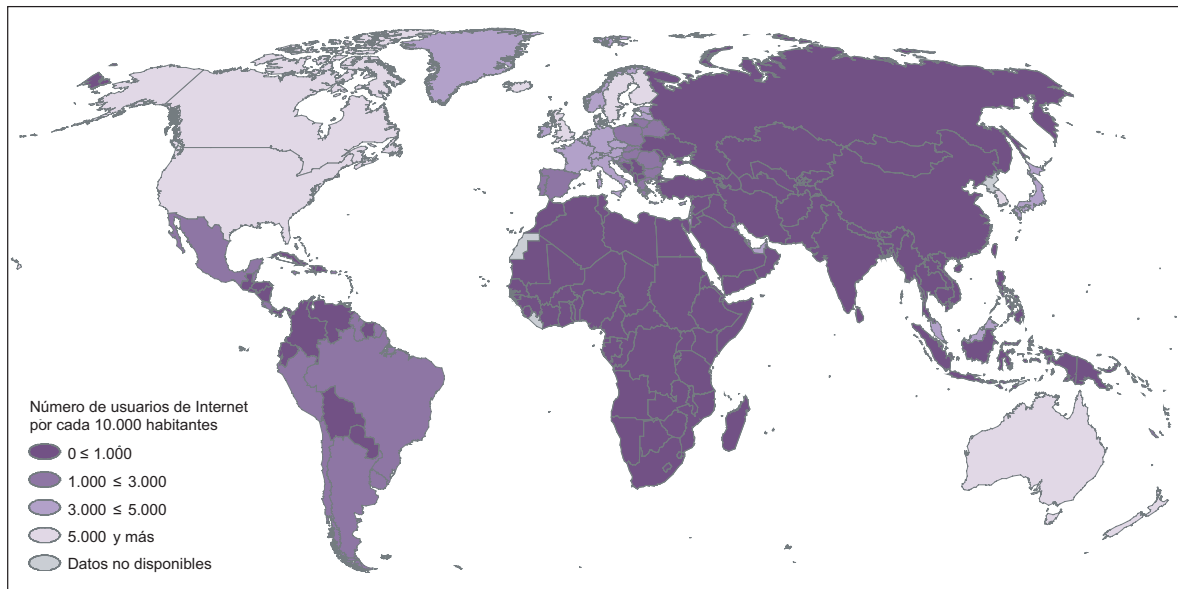 Número de usuarios de Internet
por cada 10.000 habitantes
0 ≤ 1.000
1.000 ≤ 3.000
3.000 ≤ 5.000
5.000 y más
Datos no disponibles